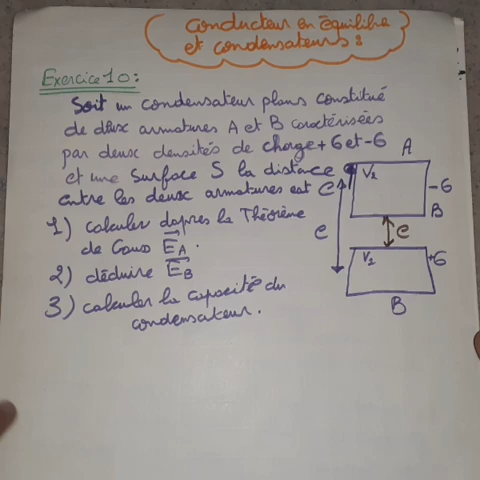 conducteur en équilibre
et condensateurs :
Exercice 10 :
Soit un condensateur plans constitué
de deux armatures A et B caractérisées
par deux densités de charge +6 et -6
et une Surface S la distance
entre les deux armatures est e
1) calculer daprès le Théorème
de Gaus E_A.
2) déduire E_B
3) calculer la capacité du
condensateur.
A
V2
-6
B
e
e
V1
+6
B